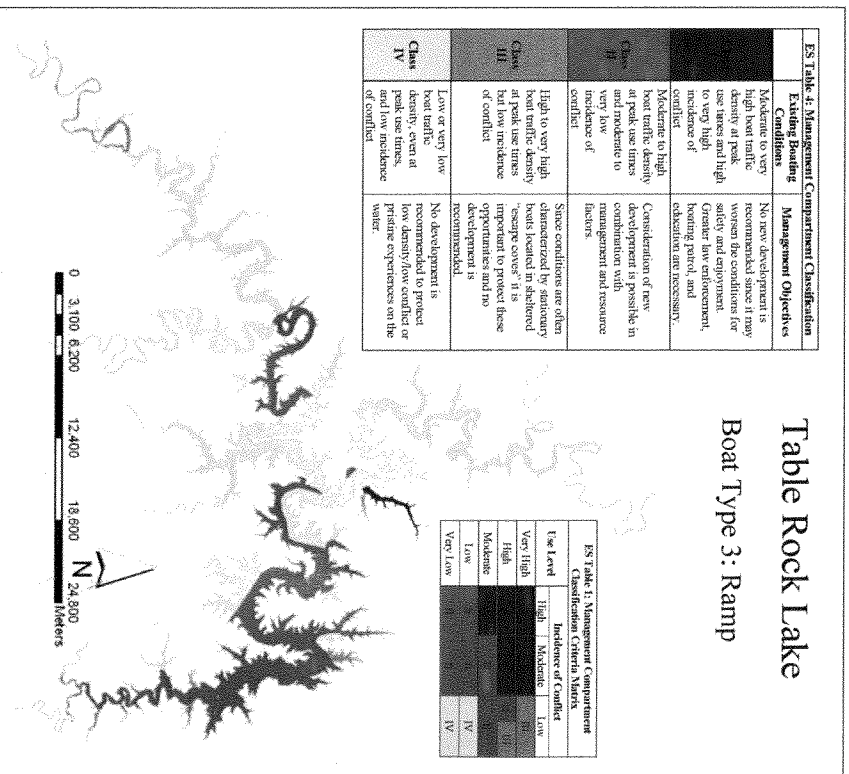 Table Rock Lake
Boat Type 3: Ramp
ES Table 4: Management Compartment Classification
Existing Boating
Conditions
Management Objectives
Moderate to very
high boat traffic
density at peak
use times and high
to very high
incidence of
conflict
No new development is
recommended since it may
worsen the conditions for
safety and enjoyment.
Greater law enforcement,
boating patrol, and
education are necessary.
Class
II
Moderate to high
boat traffic density
at peak use times
and moderate to
very low
incidence of
conflict
Consideration of new
development is possible in
combination with
management and resource
factors.
Class
III
High to very high
boat traffic density
at peak use times
but low incidence
of conflict
Since conditions are often
characterized by stationary
boats located in sheltered
"escape coves" it is
important to protect these
opportunities and no
development is
recommended.
Class
IV
Low or very low
boat traffic
density, even at
peak use times,
and low incidence
of conflict
No development is
recommended to protect
low density/low conflict or
pristine experiences on the
water.
ES Table 1: Management Compartment
Classification Criteria Matrix
Use Level
Incidence of Conflict
High Moderate Low
Very High III
High III
Moderate
Low IV
Very Low IV
N
0 3,100 6,200 12,400 18,600 24,800
Meters